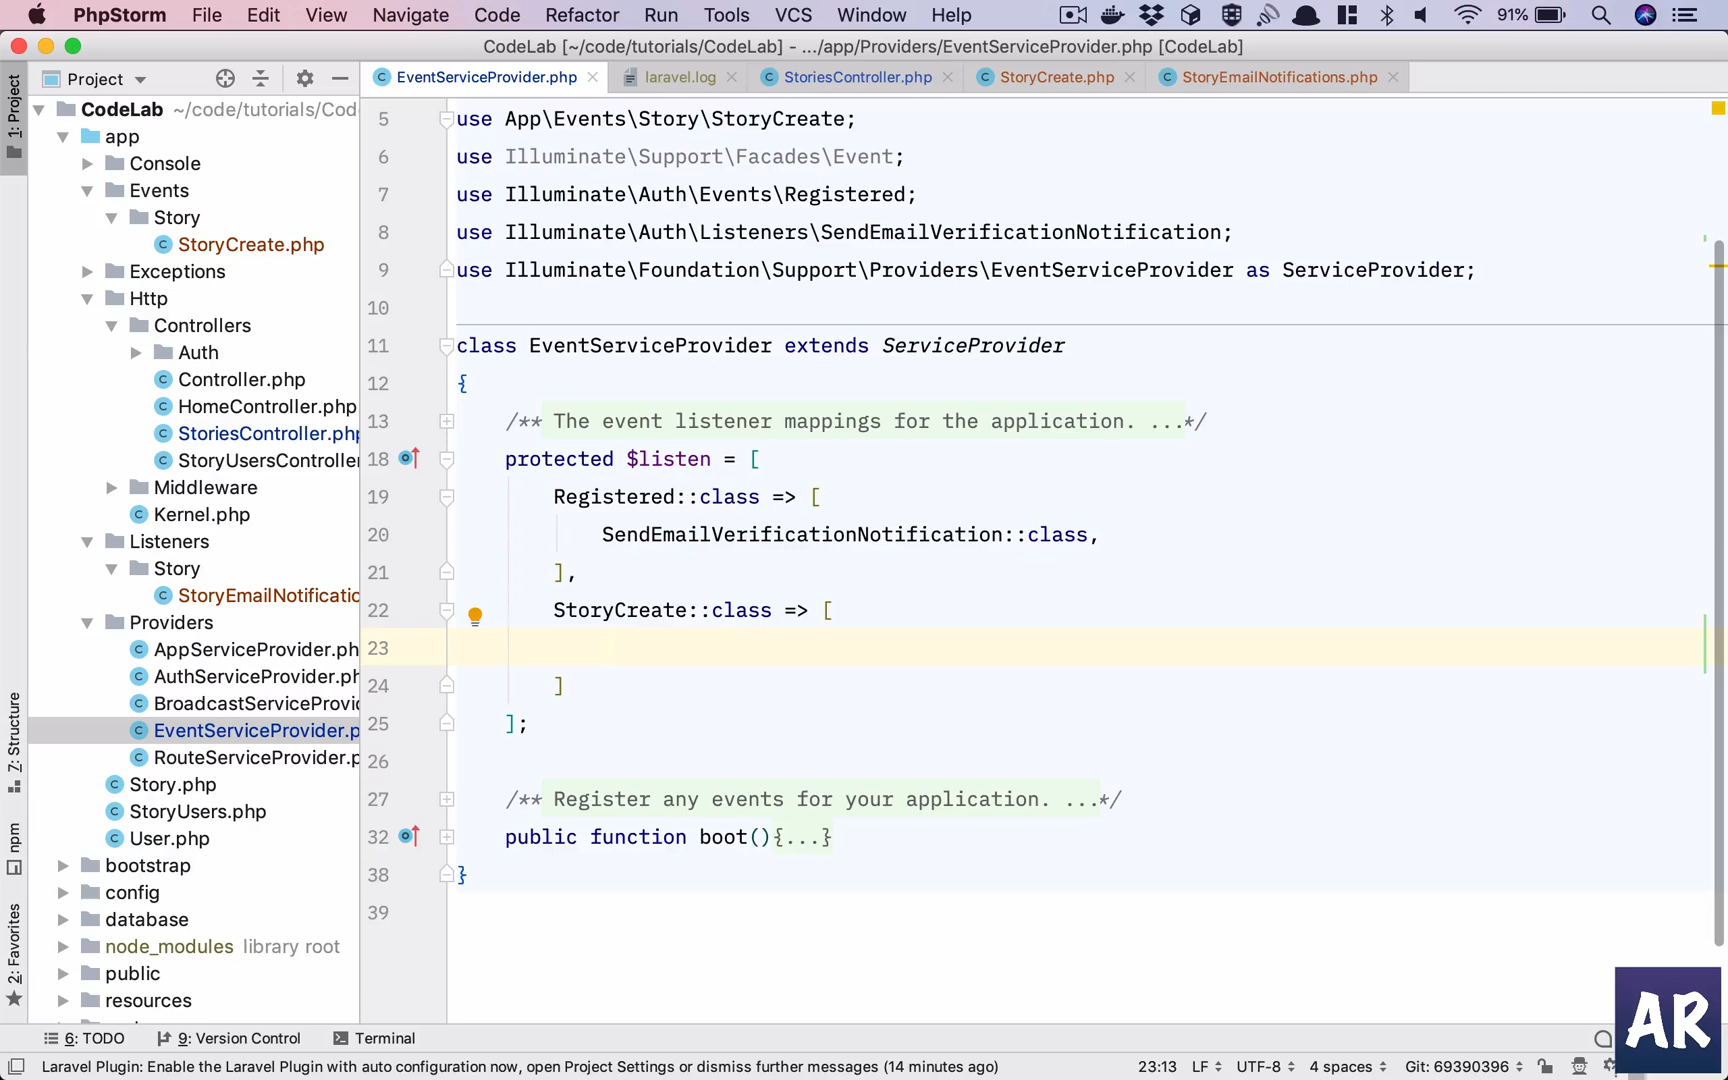 PhpStorm File Edit View Navigate Code Refactor Run Tools VCS Window Help 91%
CodeLab [~/code/tutorials/CodeLab] - .../app/Providers/EventServiceProvider.php [CodeLab]
Project
EventServiceProvider.php laravel.log StoriesController.php StoryCreate.php StoryEmailNotifications.php
1: Project
7: Structure
npm
2: Favorites
CodeLab ~/code/tutorials/Cod
app
Console
Events
Story
StoryCreate.php
Exceptions
Http
Controllers
Auth
Controller.php
HomeController.php
StoriesController.php
StoryUsersController
Middleware
Kernel.php
Listeners
Story
StoryEmailNotificatio
Providers
AppServiceProvider.ph
AuthServiceProvider.ph
BroadcastServiceProvid
EventServiceProvider.p
RouteServiceProvider.p
Story.php
StoryUsers.php
User.php
bootstrap
config
database
node_modules library root
public
resources
5 use App\Events\Story\StoryCreate;
6 use Illuminate\Support\Facades\Event;
7 use Illuminate\Auth\Events\Registered;
8 use Illuminate\Auth\Listeners\SendEmailVerificationNotification;
9 use Illuminate\Foundation\Support\Providers\EventServiceProvider as ServiceProvider;
10
11 class EventServiceProvider extends ServiceProvider
12 {
13 /** The event listener mappings for the application. ...*/
18 protected $listen = [
19 Registered::class => [
20 SendEmailVerificationNotification::class,
21 ],
22 StoryCreate::class => [
23
24 ]
25 ];
26
27 /** Register any events for your application. ...*/
32 public function boot(){...}
38 }
39
6: TODO 9: Version Control Terminal
Laravel Plugin: Enable the Laravel Plugin with auto configuration now, open Project Settings or dismiss further messages (14 minutes ago) 23:13 LF UTF-8 4 spaces Git: 69390396
AR